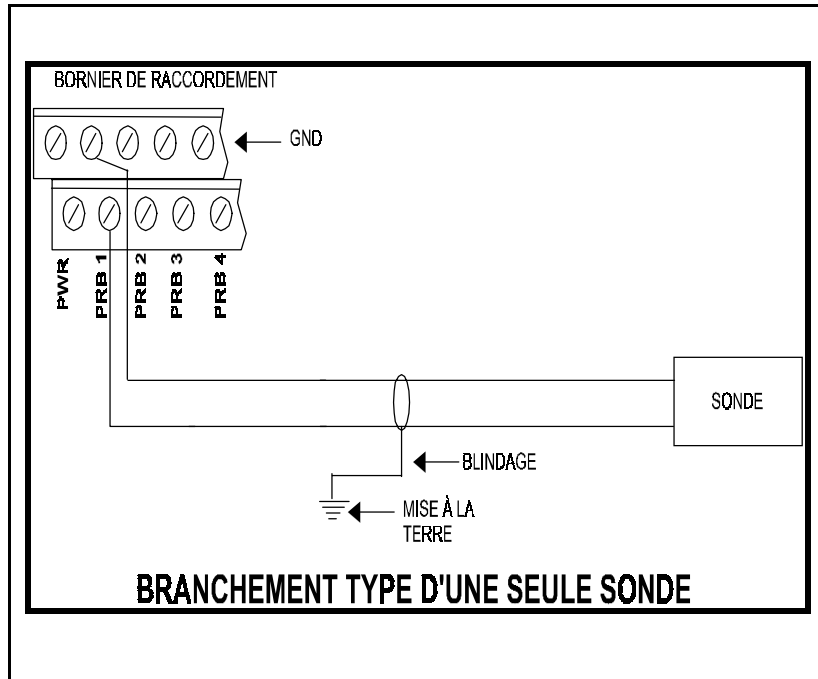 BORNIER DE RACCORDEMENT
GND
PWR
PRB 1
PRB 2
PRB 3
PRB 4
SONDE
BLINDAGE
MISE À LA
TERRE
BRANCHEMENT TYPE D'UNE SEULE SONDE